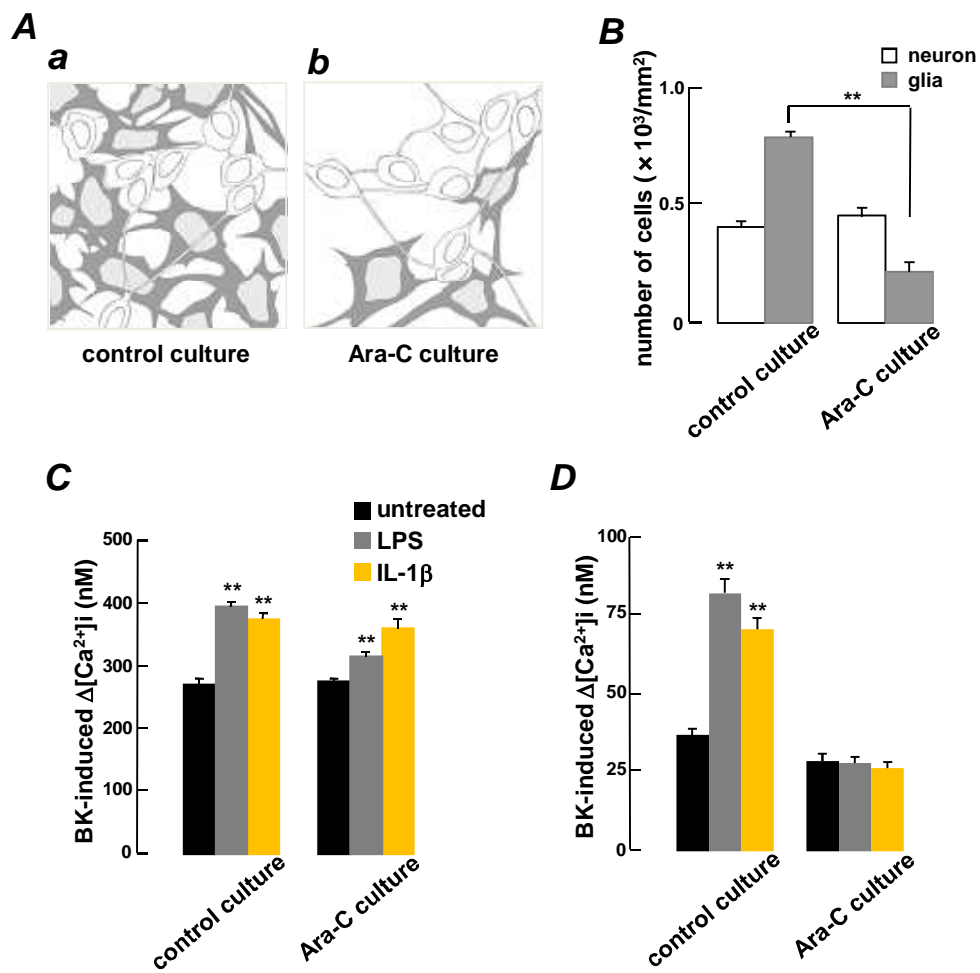 A
a
b
control culture
Ara-C culture
B
neuron
glia
number of cells (× 10³/mm²)
1.0
0.5
0
**
control culture
Ara-C culture
C
untreated
LPS
IL-1β
BK-induced Δ[Ca²⁺]i (nM)
500
400
300
200
100
0
** **
** **
control culture
Ara-C culture
D
BK-induced Δ[Ca²⁺]i (nM)
100
75
50
25
0
**
**
control culture
Ara-C culture